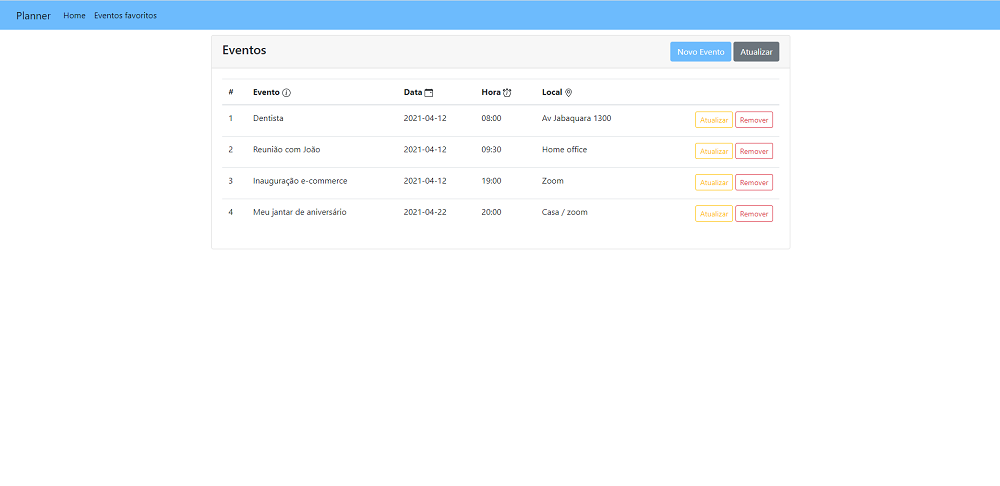 Planner Home Eventos favoritos
Eventos Novo Evento Atualizar
# Evento Data Hora Local
1 Dentista 2021-04-12 08:00 Av Jabaquara 1300 Atualizar Remover
2 Reunião com João 2021-04-12 09:30 Home office Atualizar Remover
3 Inauguração e-commerce 2021-04-12 19:00 Zoom Atualizar Remover
4 Meu jantar de aniversário 2021-04-22 20:00 Casa / zoom Atualizar Remover